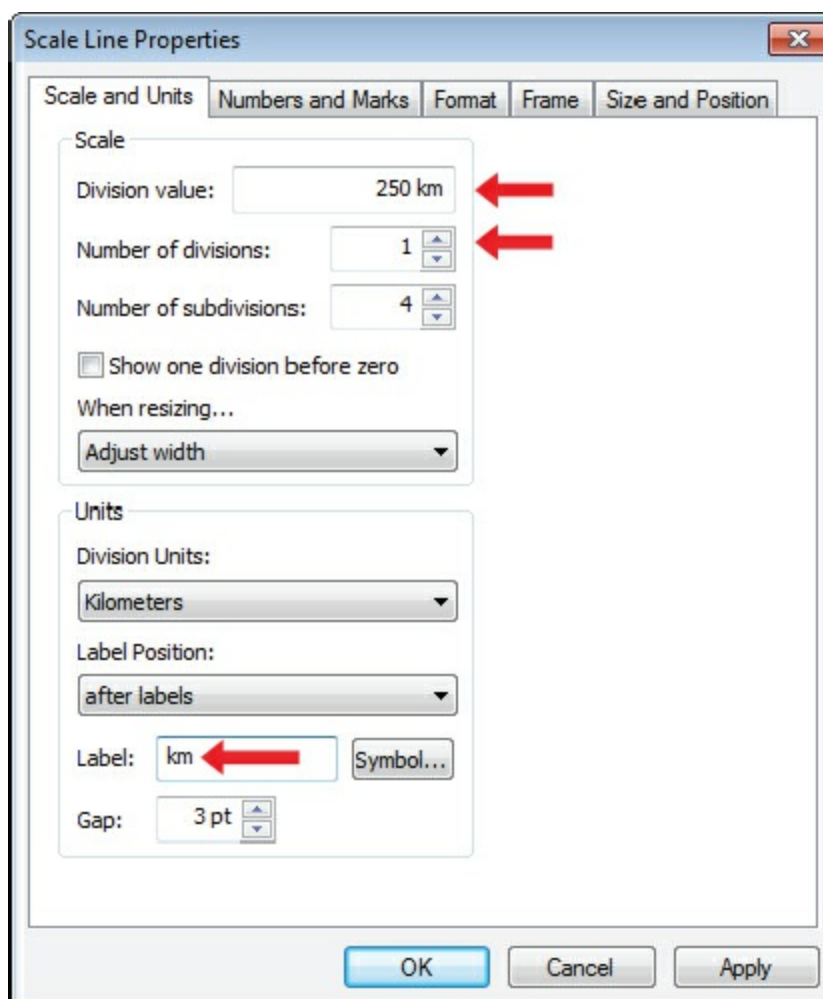 Scale Line Properties
Scale and Units Numbers and Marks Format Frame Size and Position
Scale
Division value: 250 km
Number of divisions: 1
Number of subdivisions: 4
Show one division before zero
When resizing...
Adjust width
Units
Division Units:
Kilometers
Label Position:
after labels
Label: km Symbol...
Gap: 3 pt
OK Cancel Apply